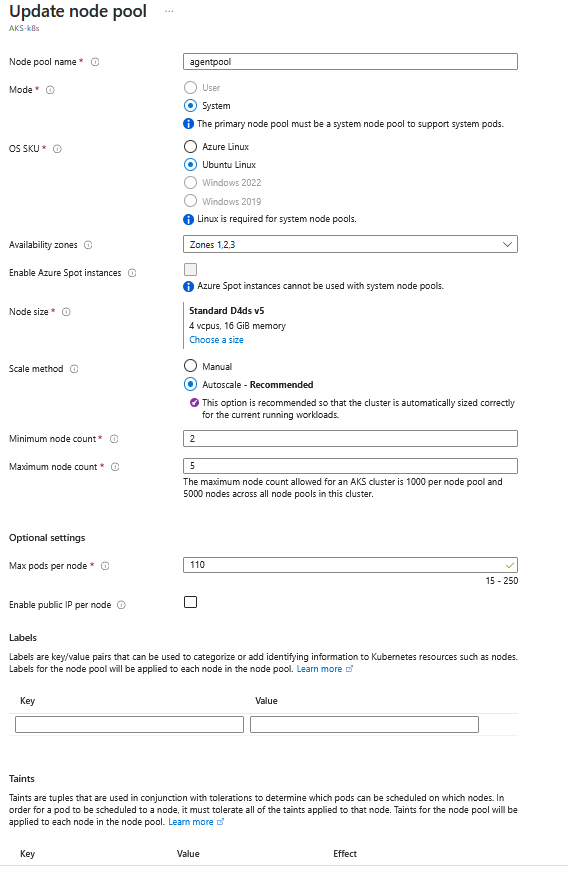 Update node pool ...
AKS-k8s
Node pool name *
agentpool
Mode *
User
System
The primary node pool must be a system node pool to support system pods.
OS SKU *
Azure Linux
Ubuntu Linux
Windows 2022
Windows 2019
Linux is required for system node pools.
Availability zones
Zones 1,2,3
Enable Azure Spot instances
Azure Spot instances cannot be used with system node pools.
Node size *
Standard D4ds v5
4 vcpus, 16 GiB memory
Choose a size
Scale method
Manual
Autoscale - Recommended
This option is recommended so that the cluster is automatically sized correctly
for the current running workloads.
Minimum node count *
2
Maximum node count *
5
The maximum node count allowed for an AKS cluster is 1000 per node pool and
5000 nodes across all node pools in this cluster.
Optional settings
Max pods per node *
110
15 - 250
Enable public IP per node
Labels
Labels are key/value pairs that can be used to categorize or add identifying information to Kubernetes resources such as nodes.
Labels for the node pool will be applied to each node in the node pool. Learn more
Key Value
Taints
Taints are tuples that are used in conjunction with tolerations to determine which pods can be scheduled on which nodes. In
order for a pod to be scheduled to a node, it must tolerate all of the taints applied to that node. Taints for the node pool will be
applied to each node in the node pool. Learn more
Key Value Effect